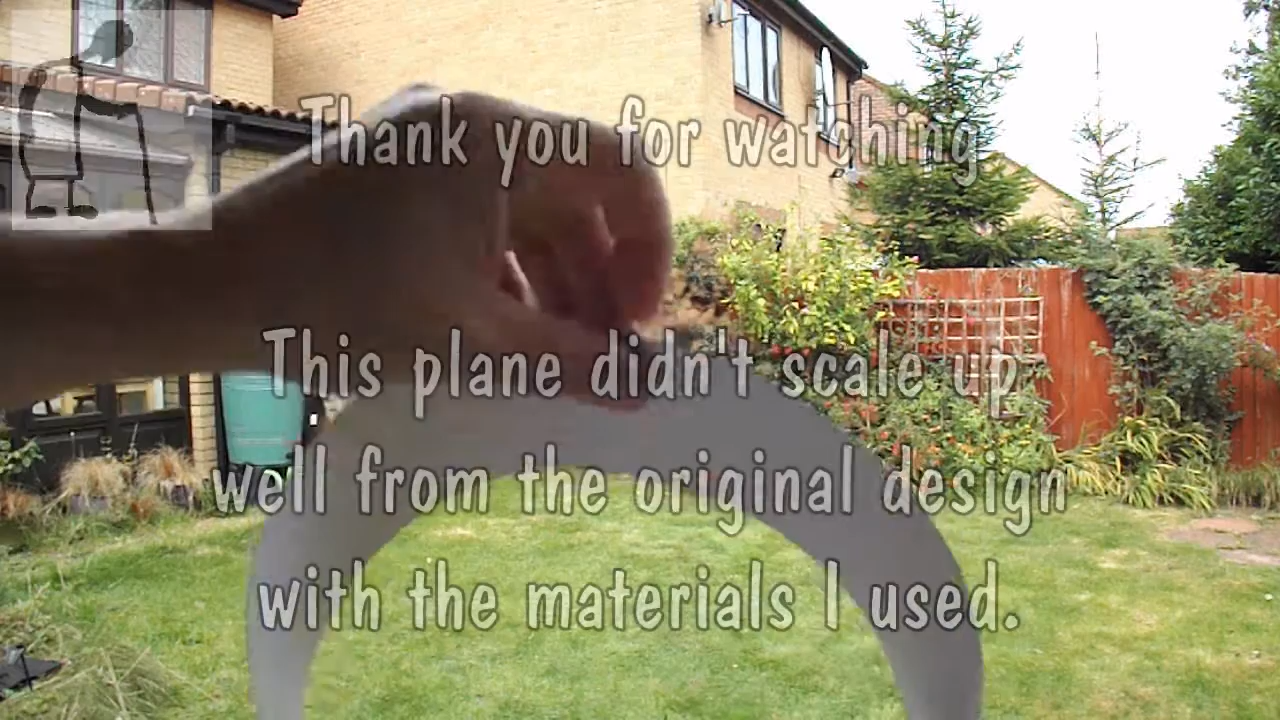 Thank you for watching
This plane didn't scale up
well from the original design
with the materials I used.